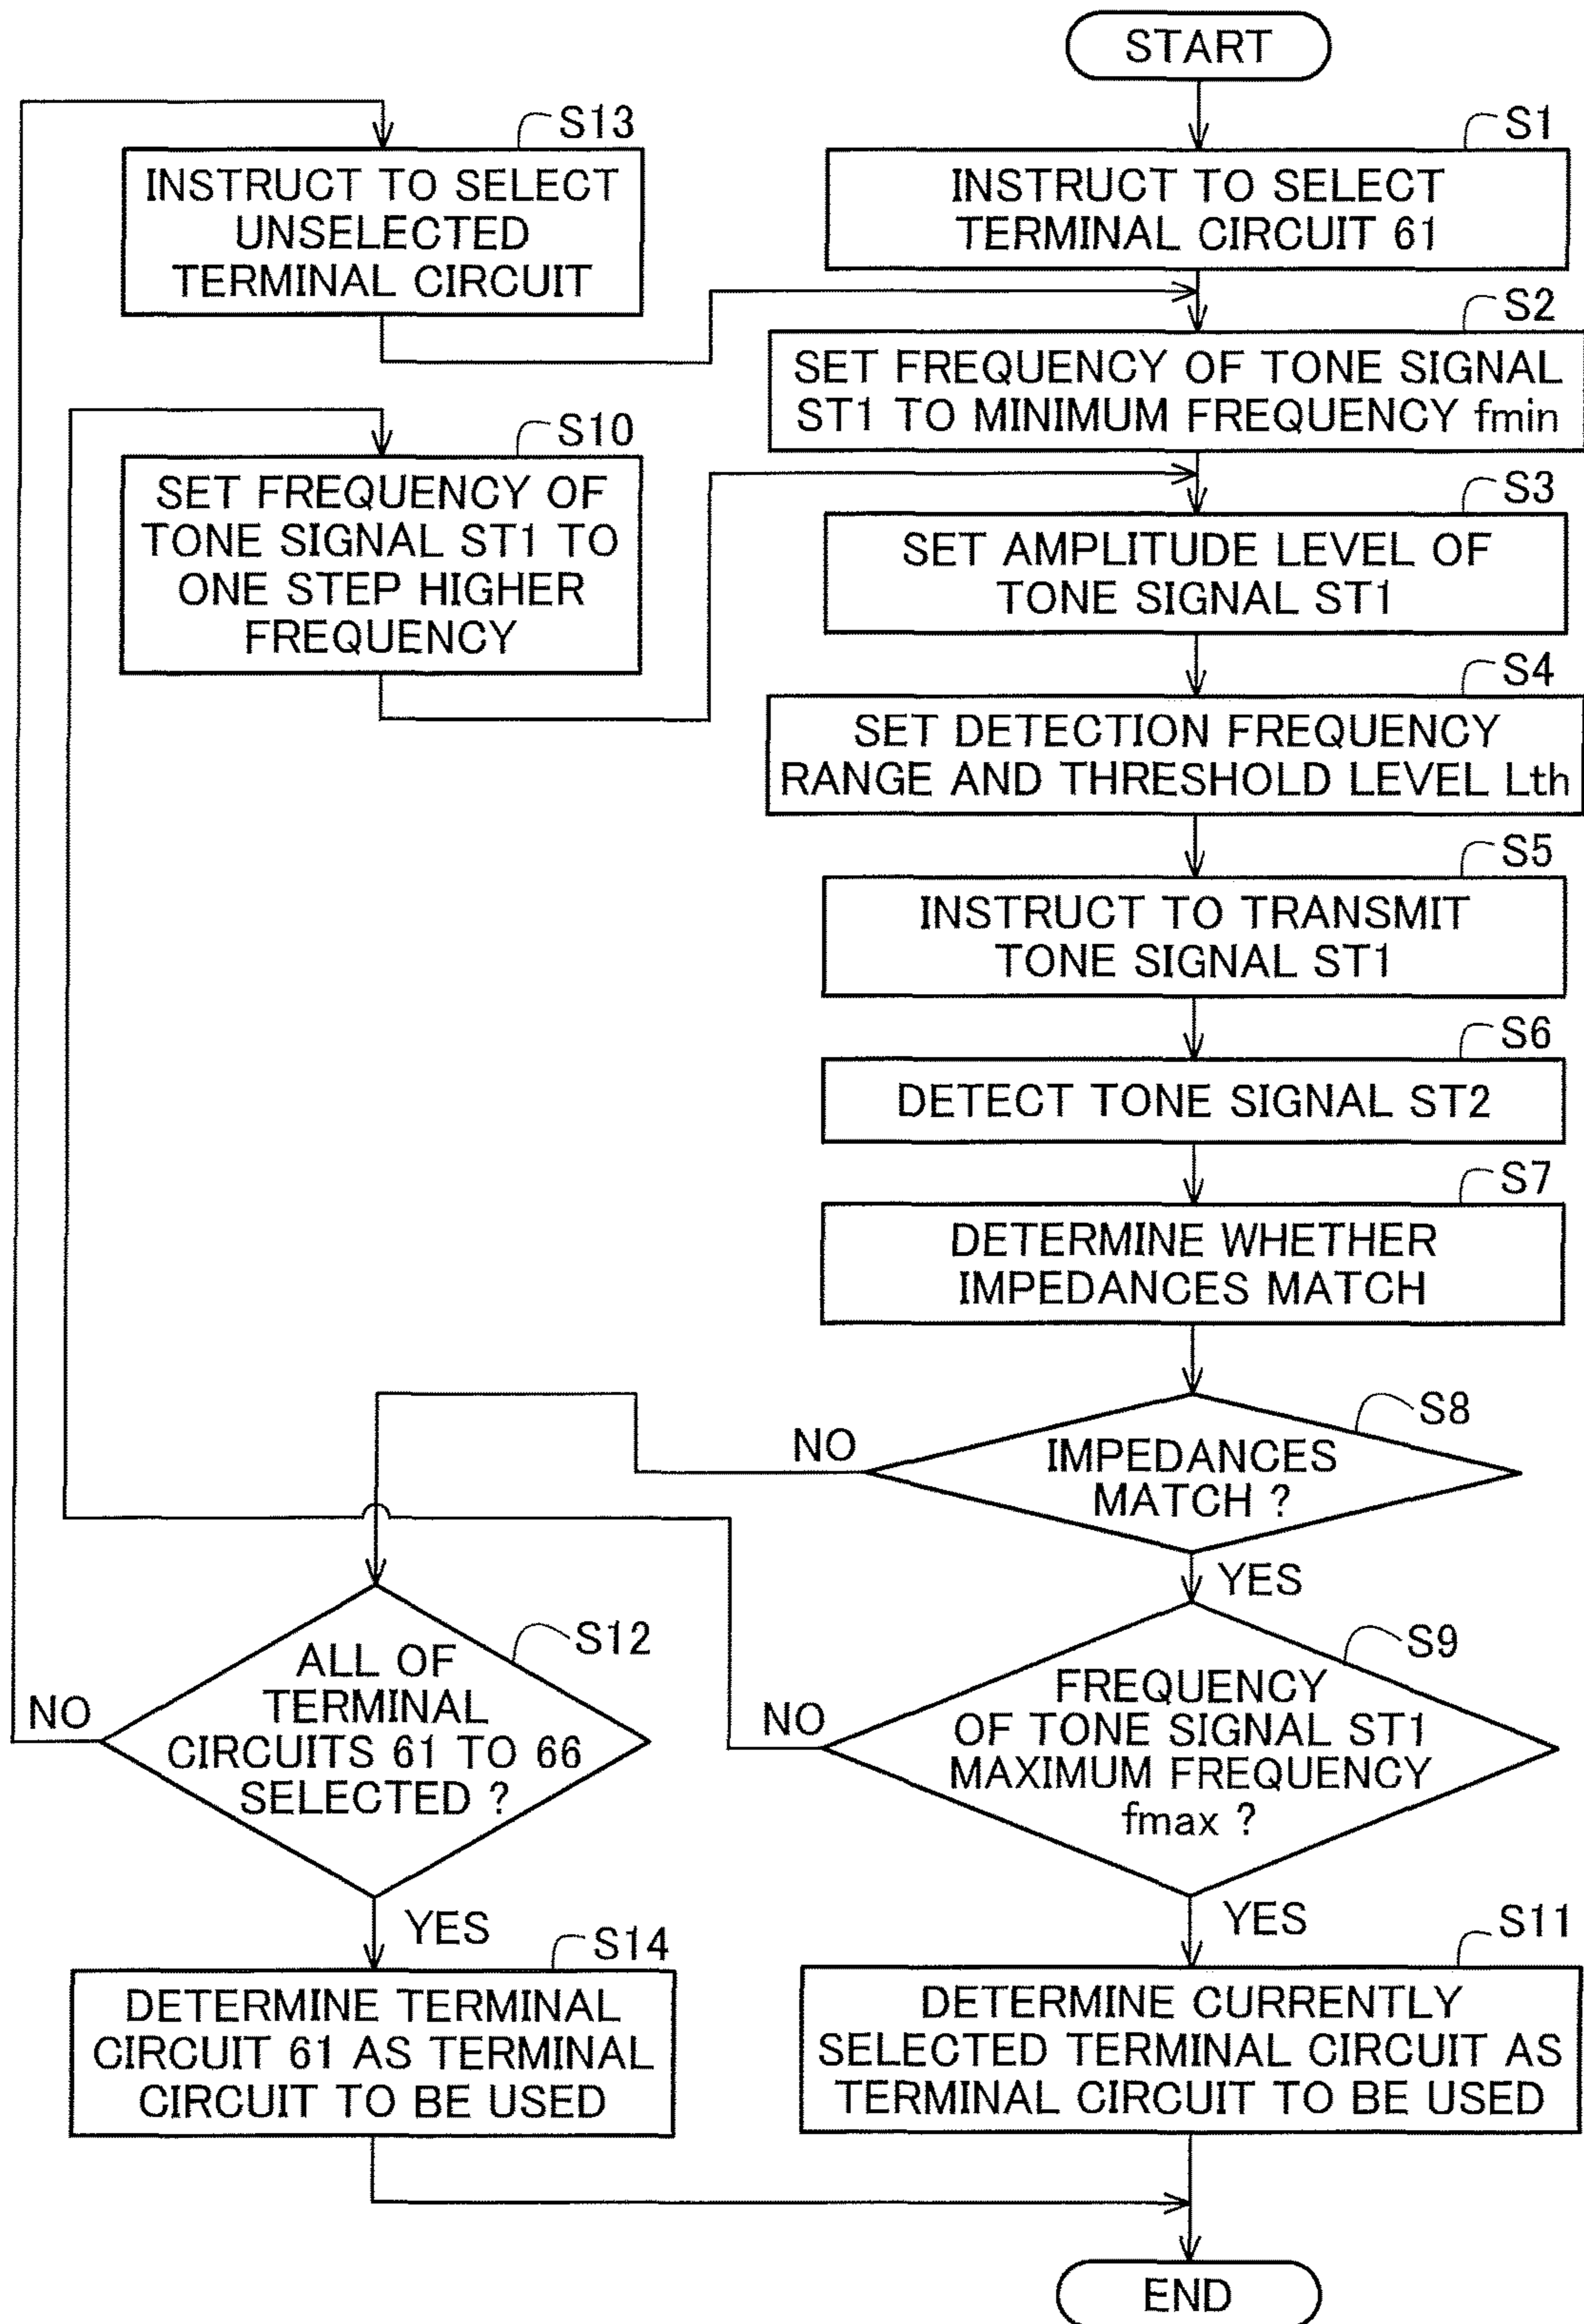 START
S1
INSTRUCT TO SELECT
TERMINAL CIRCUIT 61
S13
INSTRUCT TO SELECT
UNSELECTED
TERMINAL CIRCUIT
S2
SET FREQUENCY OF TONE SIGNAL
ST1 TO MINIMUM FREQUENCY fmin
S10
SET FREQUENCY OF
TONE SIGNAL ST1 TO
ONE STEP HIGHER
FREQUENCY
S3
SET AMPLITUDE LEVEL OF
TONE SIGNAL ST1
S4
SET DETECTION FREQUENCY
RANGE AND THRESHOLD LEVEL Lth
S5
INSTRUCT TO TRANSMIT
TONE SIGNAL ST1
S6
DETECT TONE SIGNAL ST2
S7
DETERMINE WHETHER
IMPEDANCES MATCH
S8
IMPEDANCES
MATCH ?
NO
YES
S12
ALL OF
TERMINAL
CIRCUITS 61 TO 66
SELECTED ?
NO
YES
S9
FREQUENCY
OF TONE SIGNAL ST1
MAXIMUM FREQUENCY
fmax ?
NO
YES
S14
DETERMINE TERMINAL
CIRCUIT 61 AS TERMINAL
CIRCUIT TO BE USED
S11
DETERMINE CURRENTLY
SELECTED TERMINAL CIRCUIT AS
TERMINAL CIRCUIT TO BE USED
END